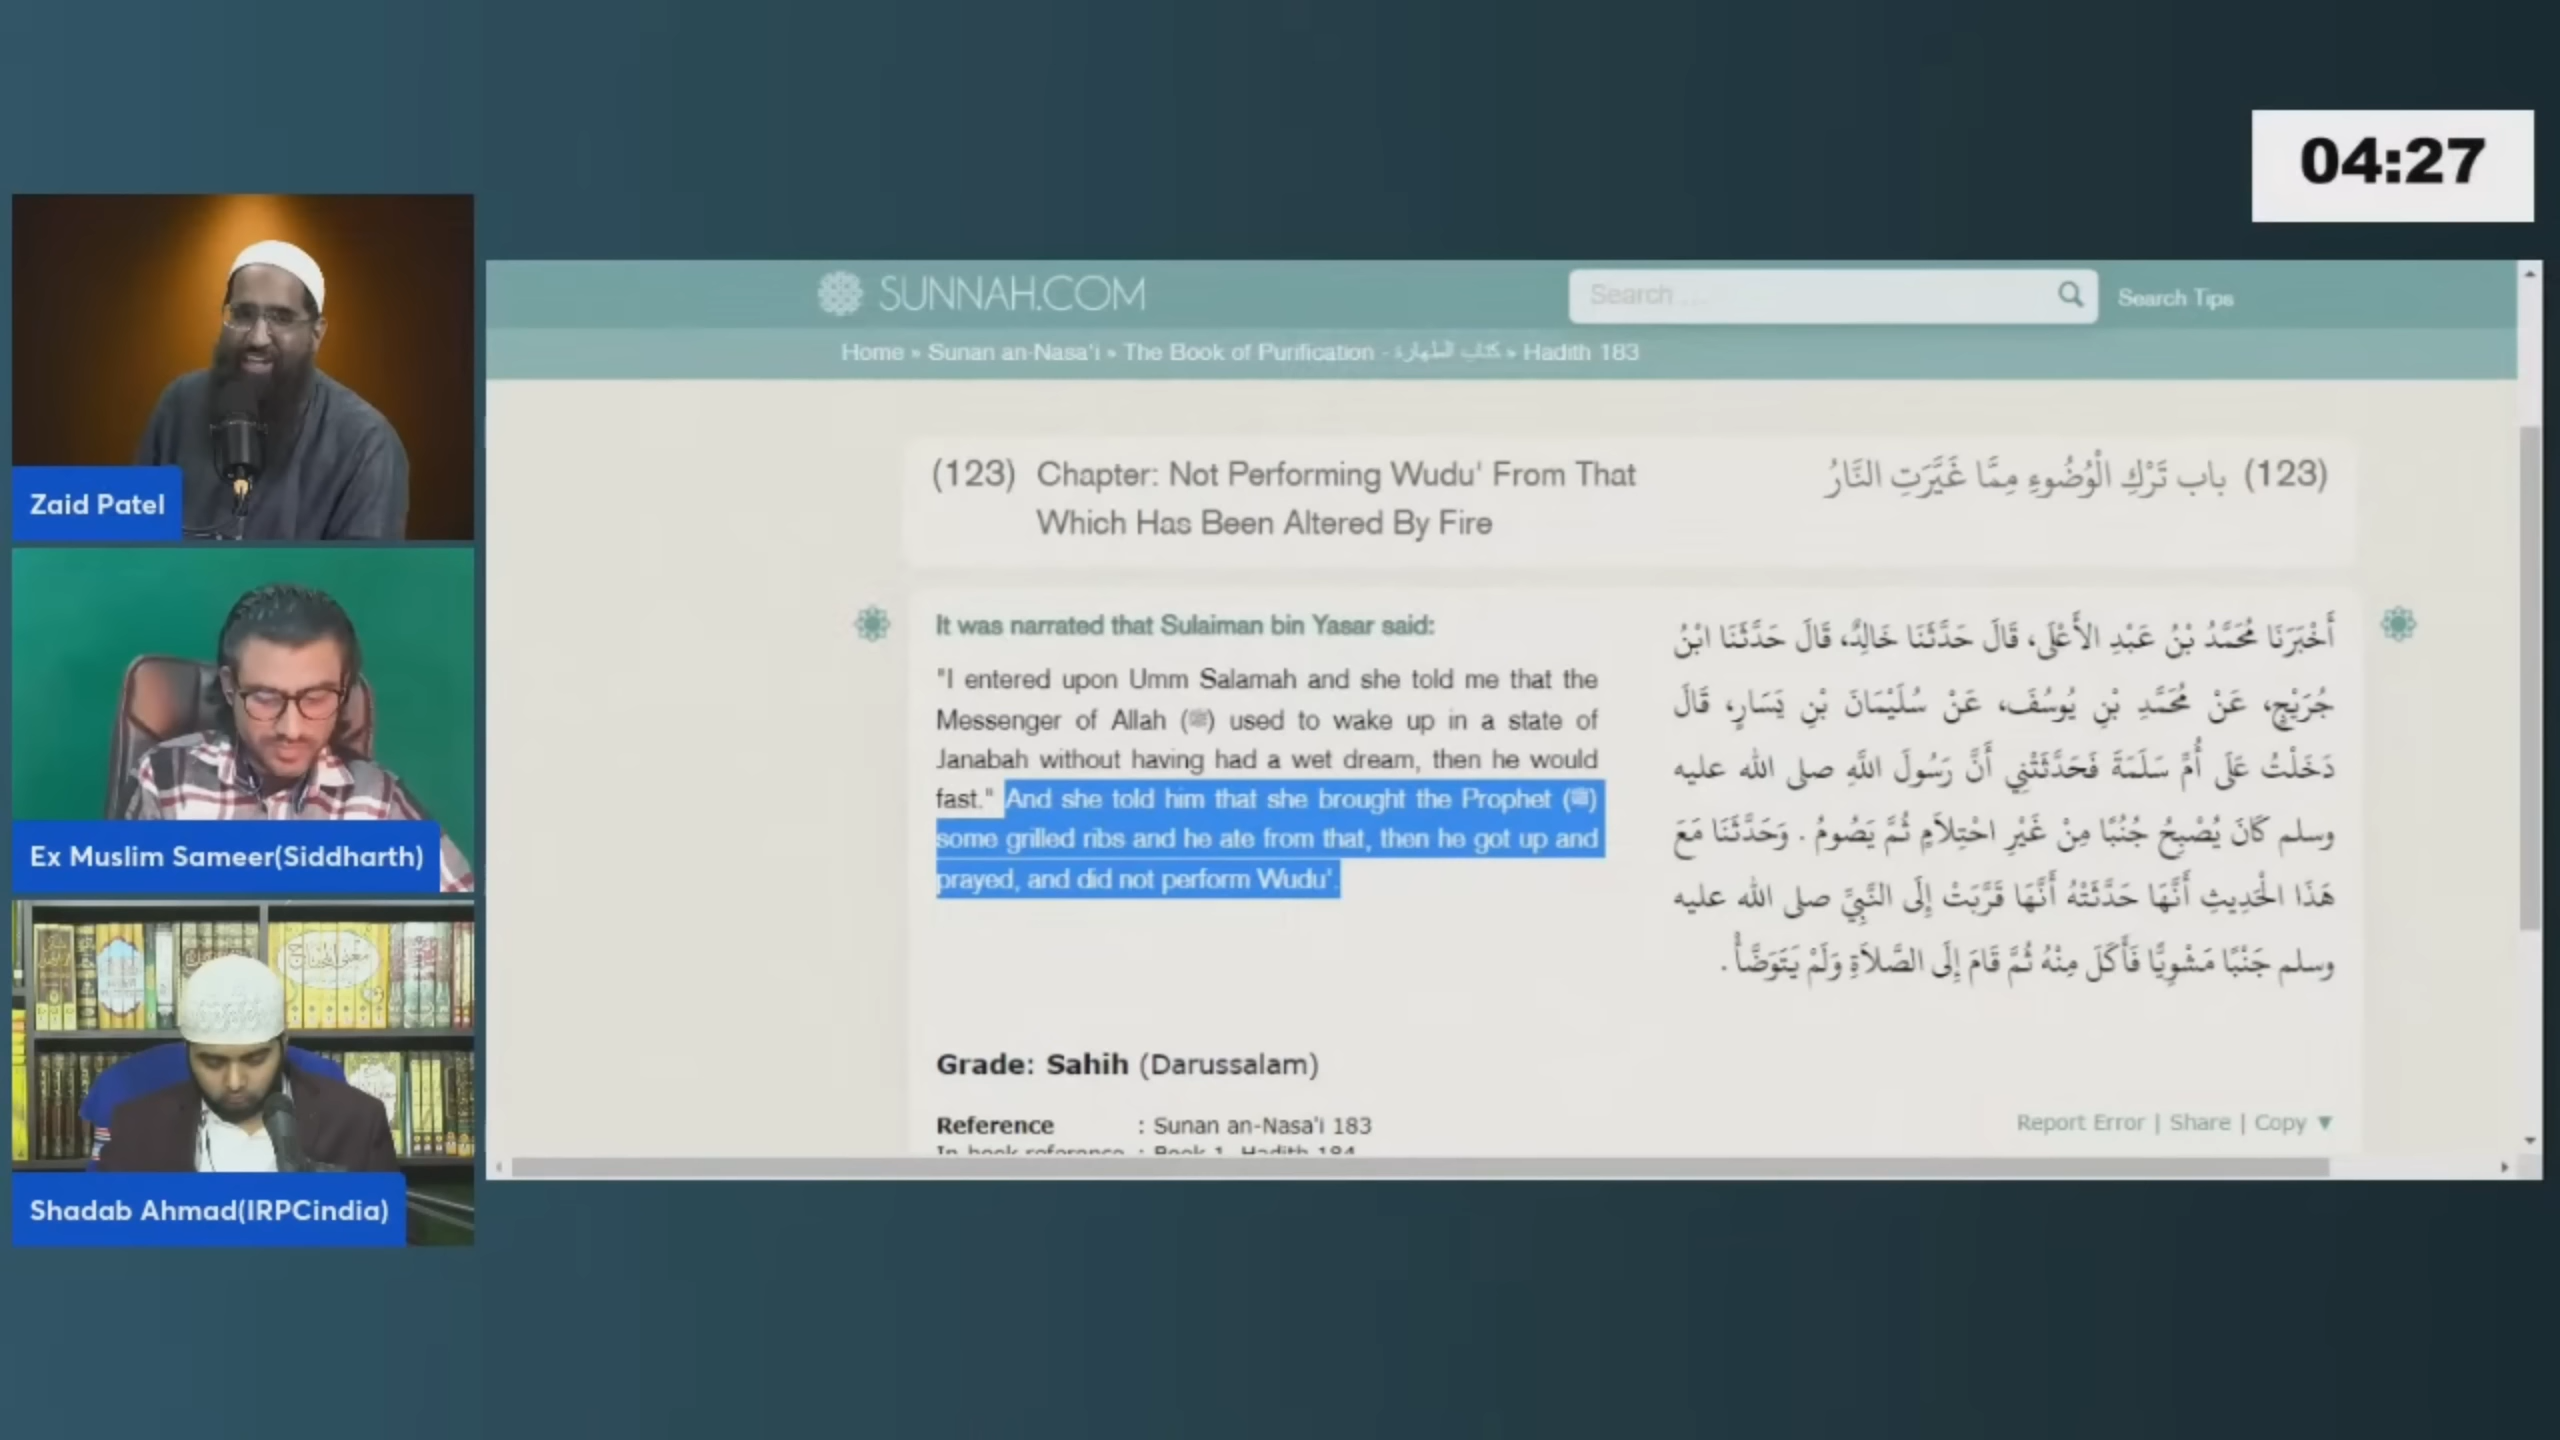 04:27
SUNNAH.COM
Search ...
Search Tips
Home » Sunan an-Nasa'i » The Book of Purification - كتاب الطهارة » Hadith 183
(123) Chapter: Not Performing Wudu' From That
Which Has Been Altered By Fire
(123) باب تَرْكِ الْوُضُوءِ مِمَّا غَيَّرَتِ النَّارُ
It was narrated that Sulaiman bin Yasar said:
"I entered upon Umm Salamah and she told me that the
Messenger of Allah (ﷺ) used to wake up in a state of
Janabah without having had a wet dream, then he would
fast." And she told him that she brought the Prophet (ﷺ)
some grilled ribs and he ate from that, then he got up and
prayed, and did not perform Wudu'.
أَخْبَرَنَا مُحَمَّدُ بْنُ عَبْدِ الأَعْلَى، قَالَ حَدَّثَنَا خَالِدٌ، قَالَ حَدَّثَنَا ابْنُ
جُرَيْجٍ، عَنْ مُحَمَّدِ بْنِ يُوسُفَ، عَنْ سُلَيْمَانَ بْنِ يَسَارٍ، قَالَ
دَخَلْتُ عَلَى أُمِّ سَلَمَةَ فَحَدَّثَتْنِي أَنَّ رَسُولَ اللَّهِ صلى الله عليه
وسلم كَانَ يُصْبِحُ جُنُبًا مِنْ غَيْرِ احْتِلاَمٍ ثُمَّ يَصُومُ . وَحَدَّثَنَا مَعَ
هَذَا الْحَدِيثِ أَنَّهَا حَدَّثَتْهُ أَنَّهَا قَرَّبَتْ إِلَى النَّبِيِّ صلى الله عليه
وسلم جَنْبًا مَشْوِيًّا فَأَكَلَ مِنْهُ ثُمَّ قَامَ إِلَى الصَّلاَةِ وَلَمْ يَتَوَضَّأْ .
Grade: Sahih (Darussalam)
Reference : Sunan an-Nasa'i 183
In-book reference : Book 1, Hadith 184
Report Error | Share | Copy ▼
Zaid Patel
Ex Muslim Sameer(Siddharth)
Shadab Ahmad(IRPCindia)